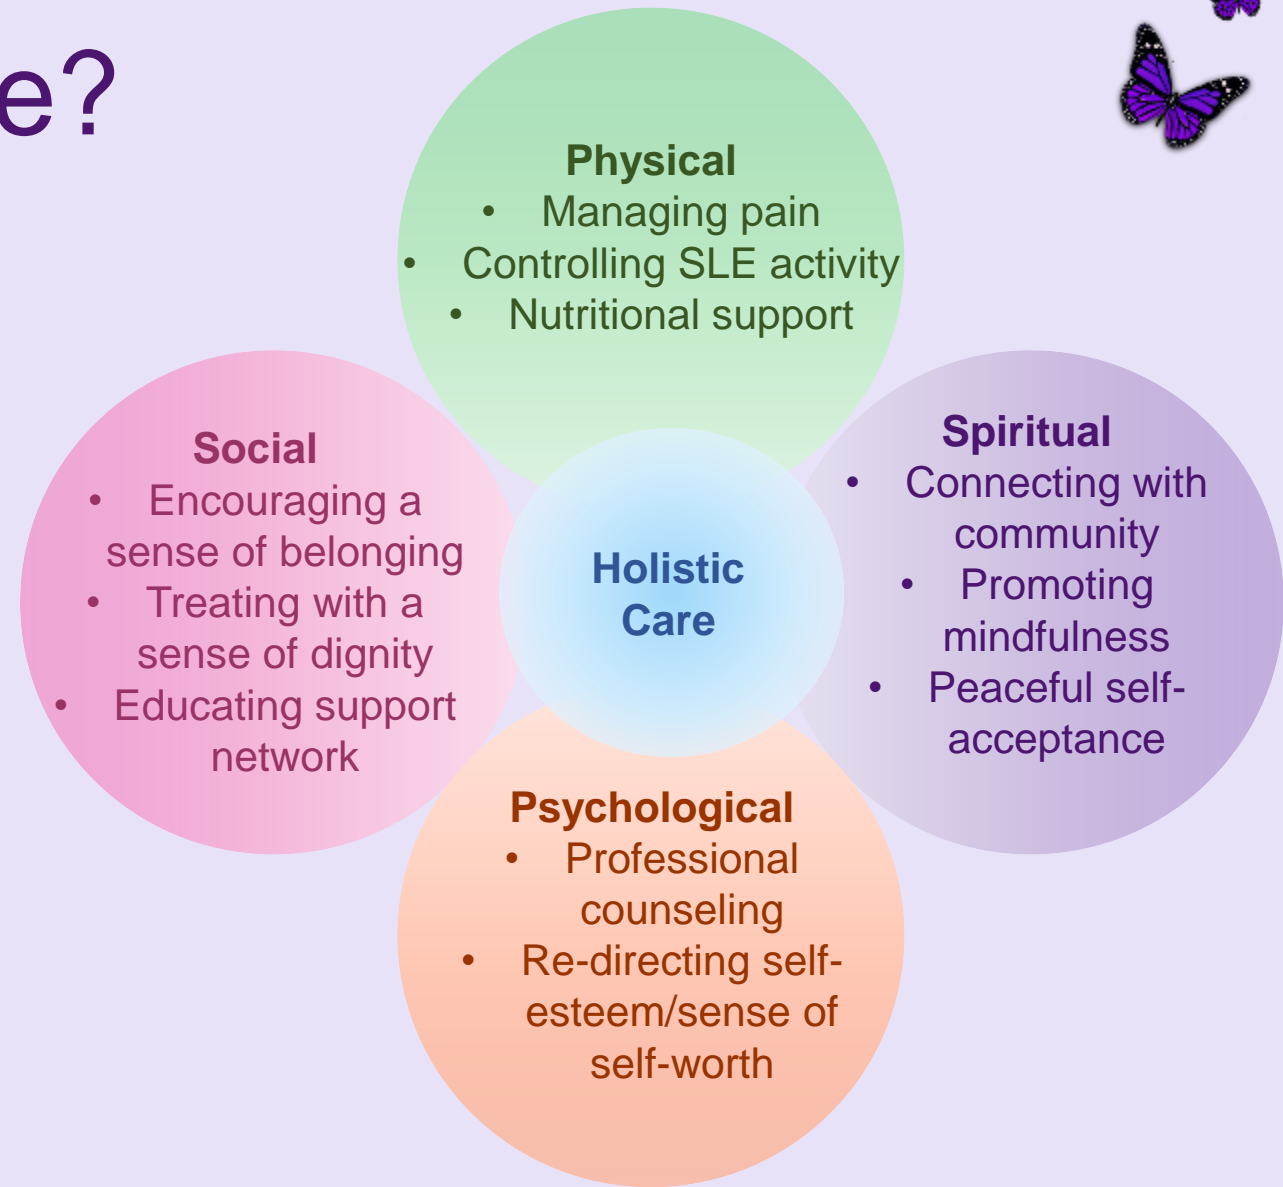 e?
Physical
• Managing pain
• Controlling SLE activity
• Nutritional support
Social
• Encouraging a
sense of belonging
• Treating with a
sense of dignity
• Educating support
network
Holistic
Care
Spiritual
• Connecting with
community
• Promoting
mindfulness
• Peaceful self-
acceptance
Psychological
• Professional
counseling
• Re-directing self-
esteem/sense of
self-worth